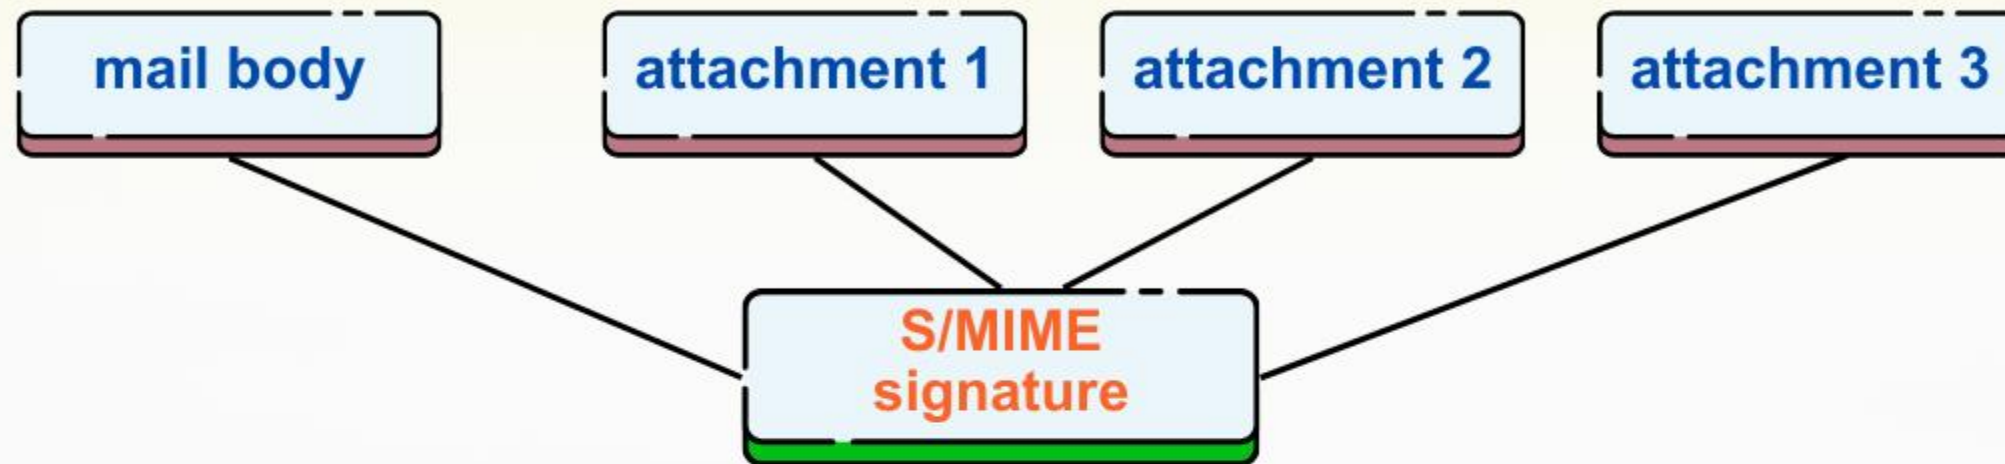 mail body
attachment 1
attachment 2
attachment 3
S/MIME
signature